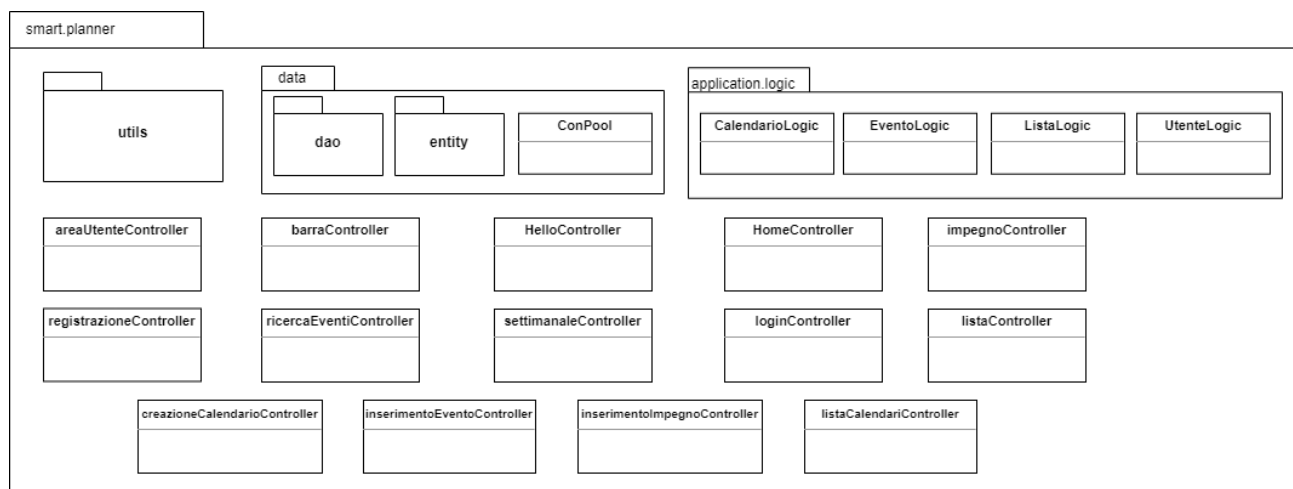 smart.planner
utils
data
dao
entity
ConPool
application.logic
CalendarioLogic
EventoLogic
ListaLogic
UtenteLogic
areaUtenteController
barraController
HelloController
HomeController
impegnoController
registrazioneController
ricercaEventiController
settimanaleController
loginController
listaController
creazioneCalendarioController
inserimentoEventoController
inserimentoImpegnoController
listaCalendariController